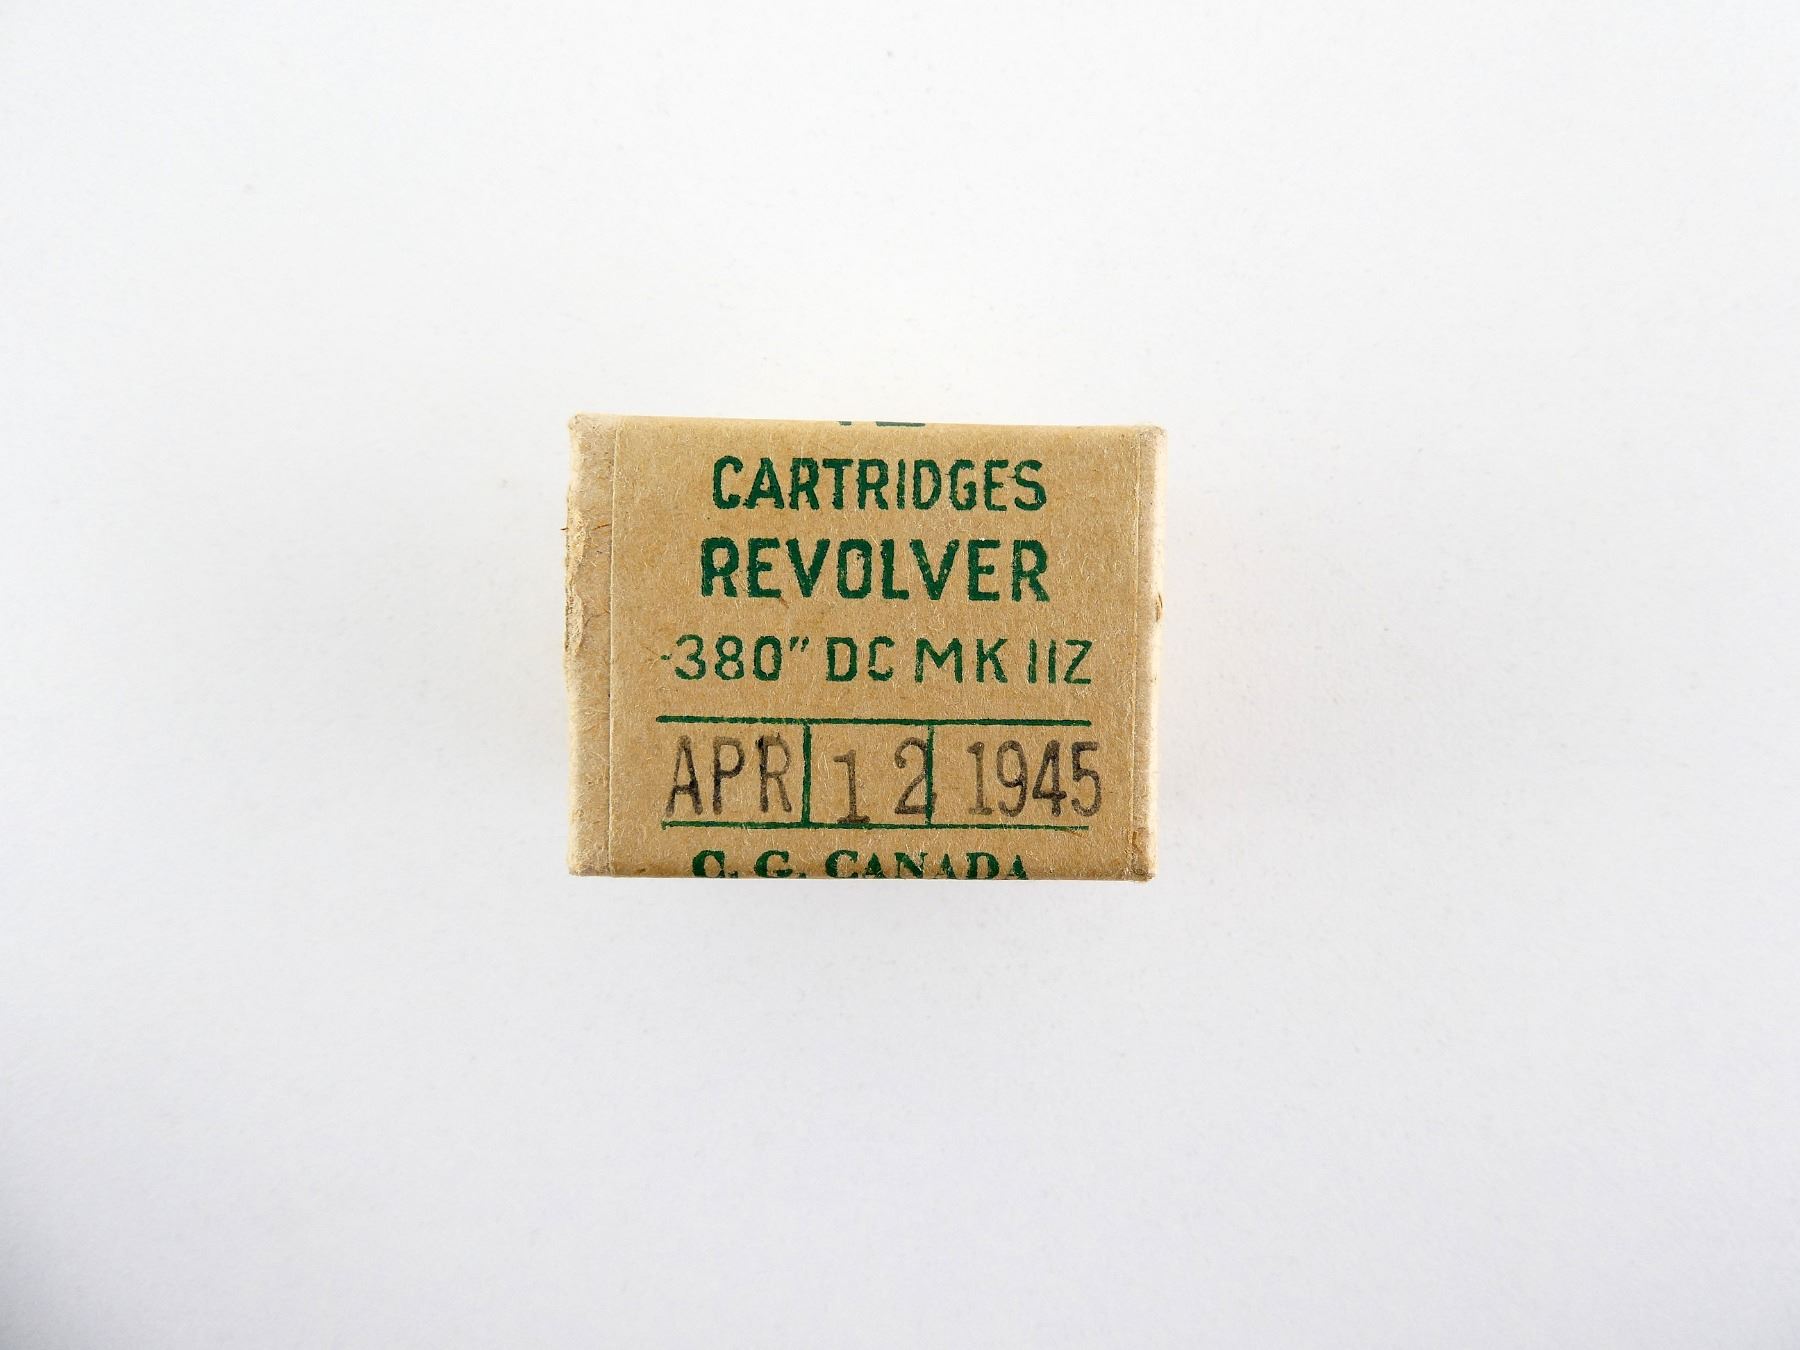 CARTRIDGES
REVOLVER
·380" DC MK IIZ
APR 12 1945
C. G. CANADA